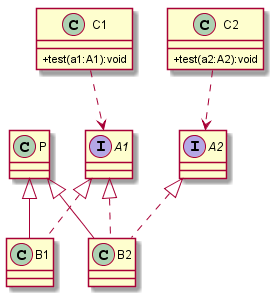 C C1
+test(a1:A1):void
C C2
+test(a2:A2):void
C P
I A1
I A2
C B1
C B2